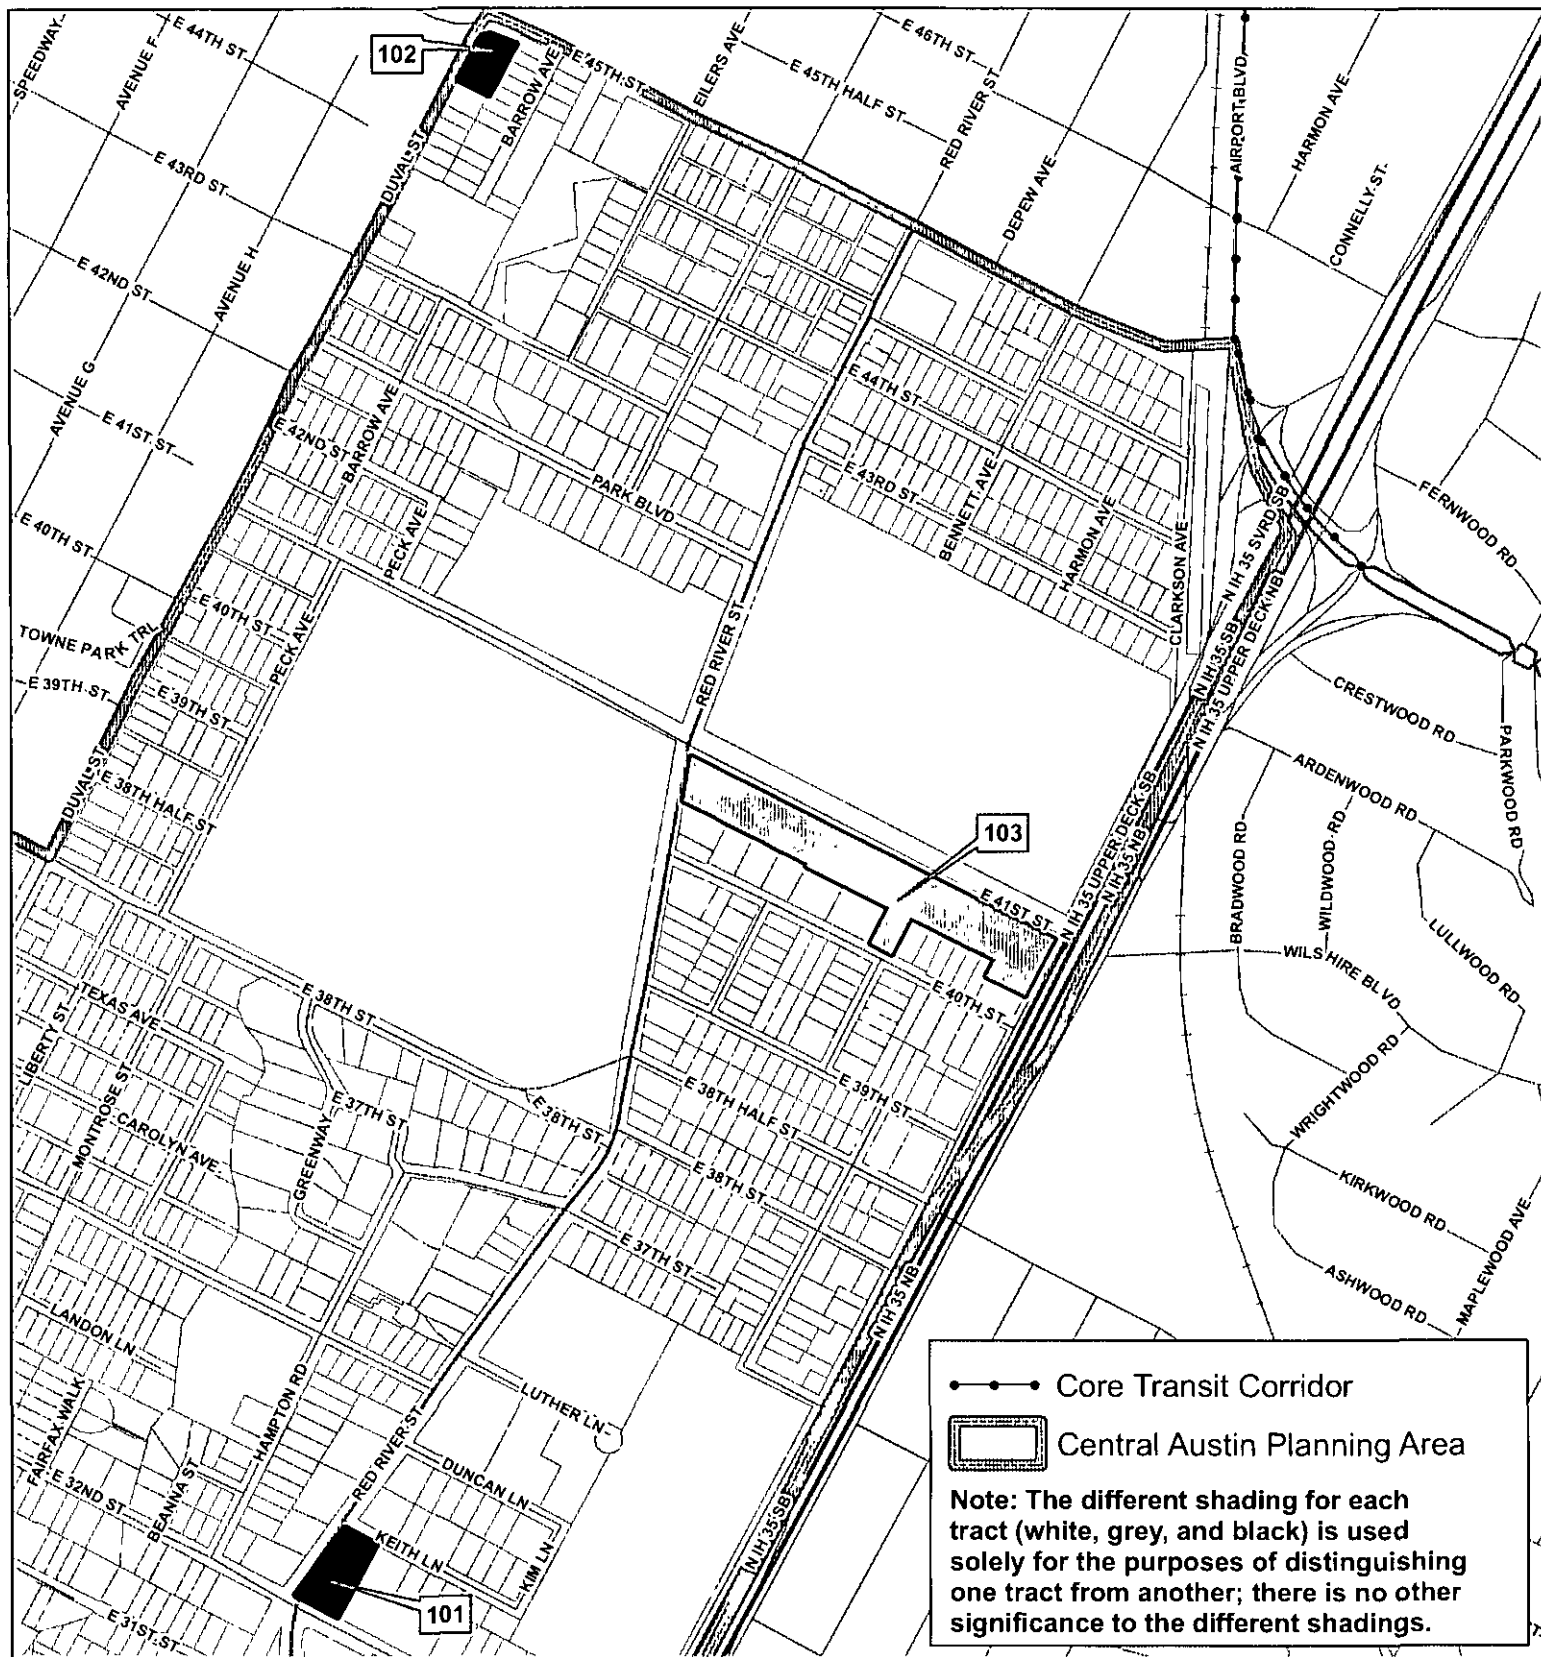 SPEEDWAY
E 44TH ST
AVENUE F
102
BARROW AVE
E 45TH ST
EILERS AVE
E 46TH ST
E 45TH HALF ST
RED RIVER ST
AIRPORT BLVD
HARMON AVE
DEPEW AVE
CONNELLY ST
E 43RD ST
DUVAL ST
E 42ND ST
AVENUE H
AVENUE G
E 41ST ST
E 42ND ST
BARROW AVE
E 44TH ST
E 43RD ST
PARK BLVD
PECK AVE
BENNETT AVE
HARMON AVE
CLARKSON AVE
N IH 35 SVRD SB
FERNWOOD RD
E 40TH ST
E 40TH ST
TOWNE PARK TRL
PECK AVE
RED RIVER ST
N IH 35 SB
N IH 35 UPPER DECK NB
E 39TH ST
E 39TH ST
CRESTWOOD RD
PARKWOOD RD
DUVAL ST
E 38TH HALF ST
ARDENWOOD RD
103
N IH 35 UPPER DECK SB
N IH 35 NB
BRADWOOD RD
WILDWOOD RD
E 41ST ST
LULLWOOD RD
WILSHIRE BLVD
E 40TH ST
E 38TH ST
TEXAS AVE
LIBERTY ST
WRIGHTWOOD RD
E 39TH ST
E 38TH HALF ST
MONTROSE ST
E 37TH ST
E 38TH ST
CAROLYN AVE
GREENWAY
E 38TH ST
KIRKWOOD RD
E 37TH ST
MAPLEWOOD AVE
ASHWOOD RD
N IH 35 NB
LANDON LN
FAIRFAX WALK
HAMPTON RD
LUTHER LN
RED RIVER ST
DUNCAN LN
E 32ND ST
BEANNA ST
KEITH LN
KIM LN
N IH 35 SB
E 31ST ST
101
Core Transit Corridor
Central Austin Planning Area
Note: The different shading for each
tract (white, grey, and black) is used
solely for the purposes of distinguishing
one tract from another; there is no other
significance to the different shadings.